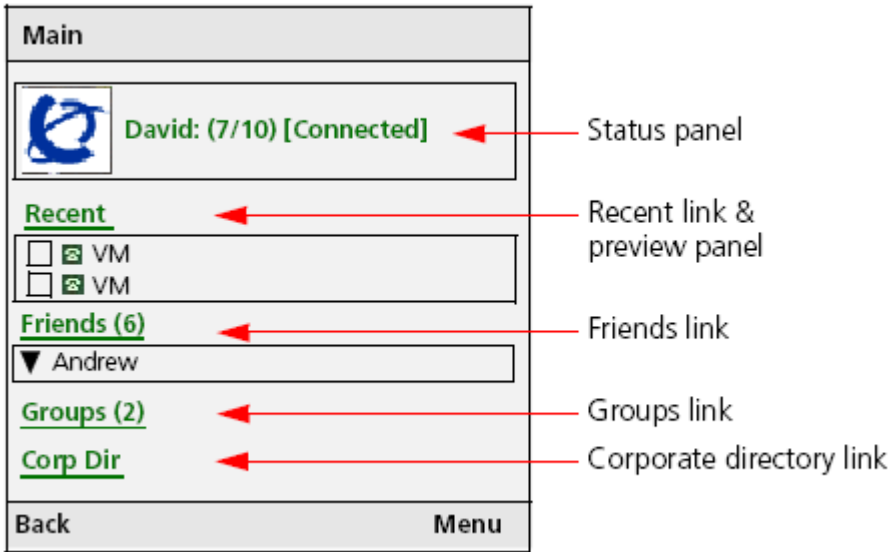 Main
David: (7/10) [Connected]
Status panel
Recent
Recent link &
preview panel
VM
VM
Friends (6)
Friends link
Andrew
Groups (2)
Groups link
Corp Dir
Corporate directory link
Back
Menu